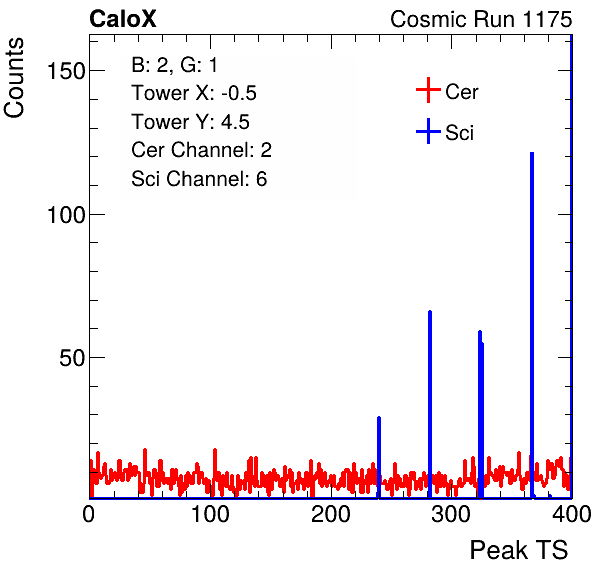 CaloX Cosmic Run 1175
Counts
B: 2, G: 1
Tower X: -0.5
Tower Y: 4.5
Cer Channel: 2
Sci Channel: 6
Cer
Sci
150
100
50
0 100 200 300 400
Peak TS